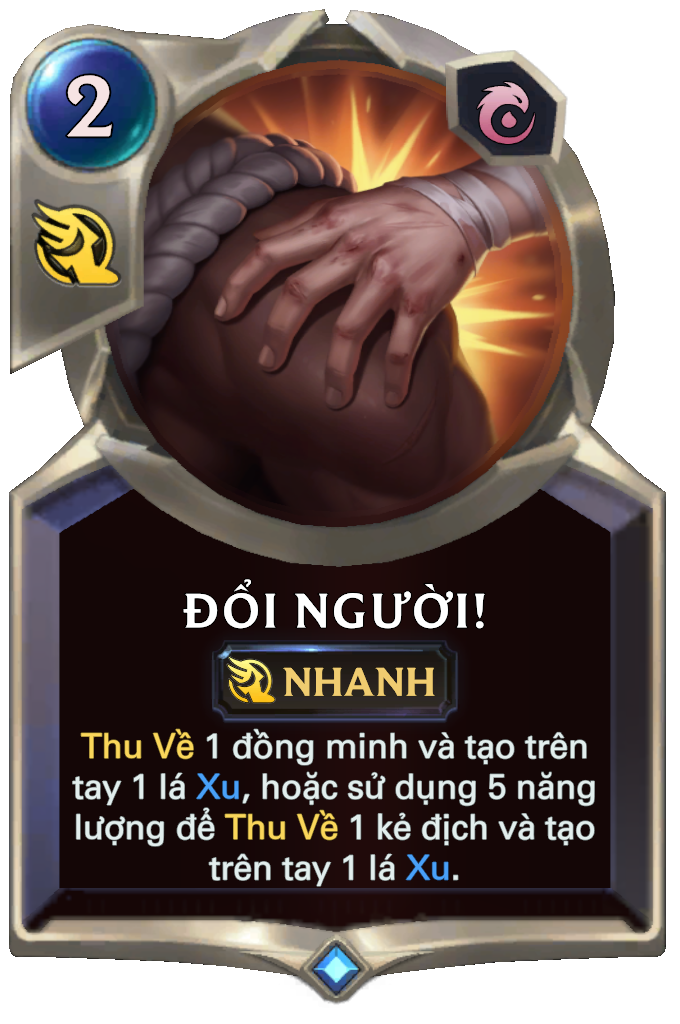 2
ĐỔI NGƯỜI!
NHANH
Thu Về 1 đồng minh và tạo trên
tay 1 lá Xu, hoặc sử dụng 5 năng
lượng để Thu Về 1 kẻ địch và tạo
trên tay 1 lá Xu.